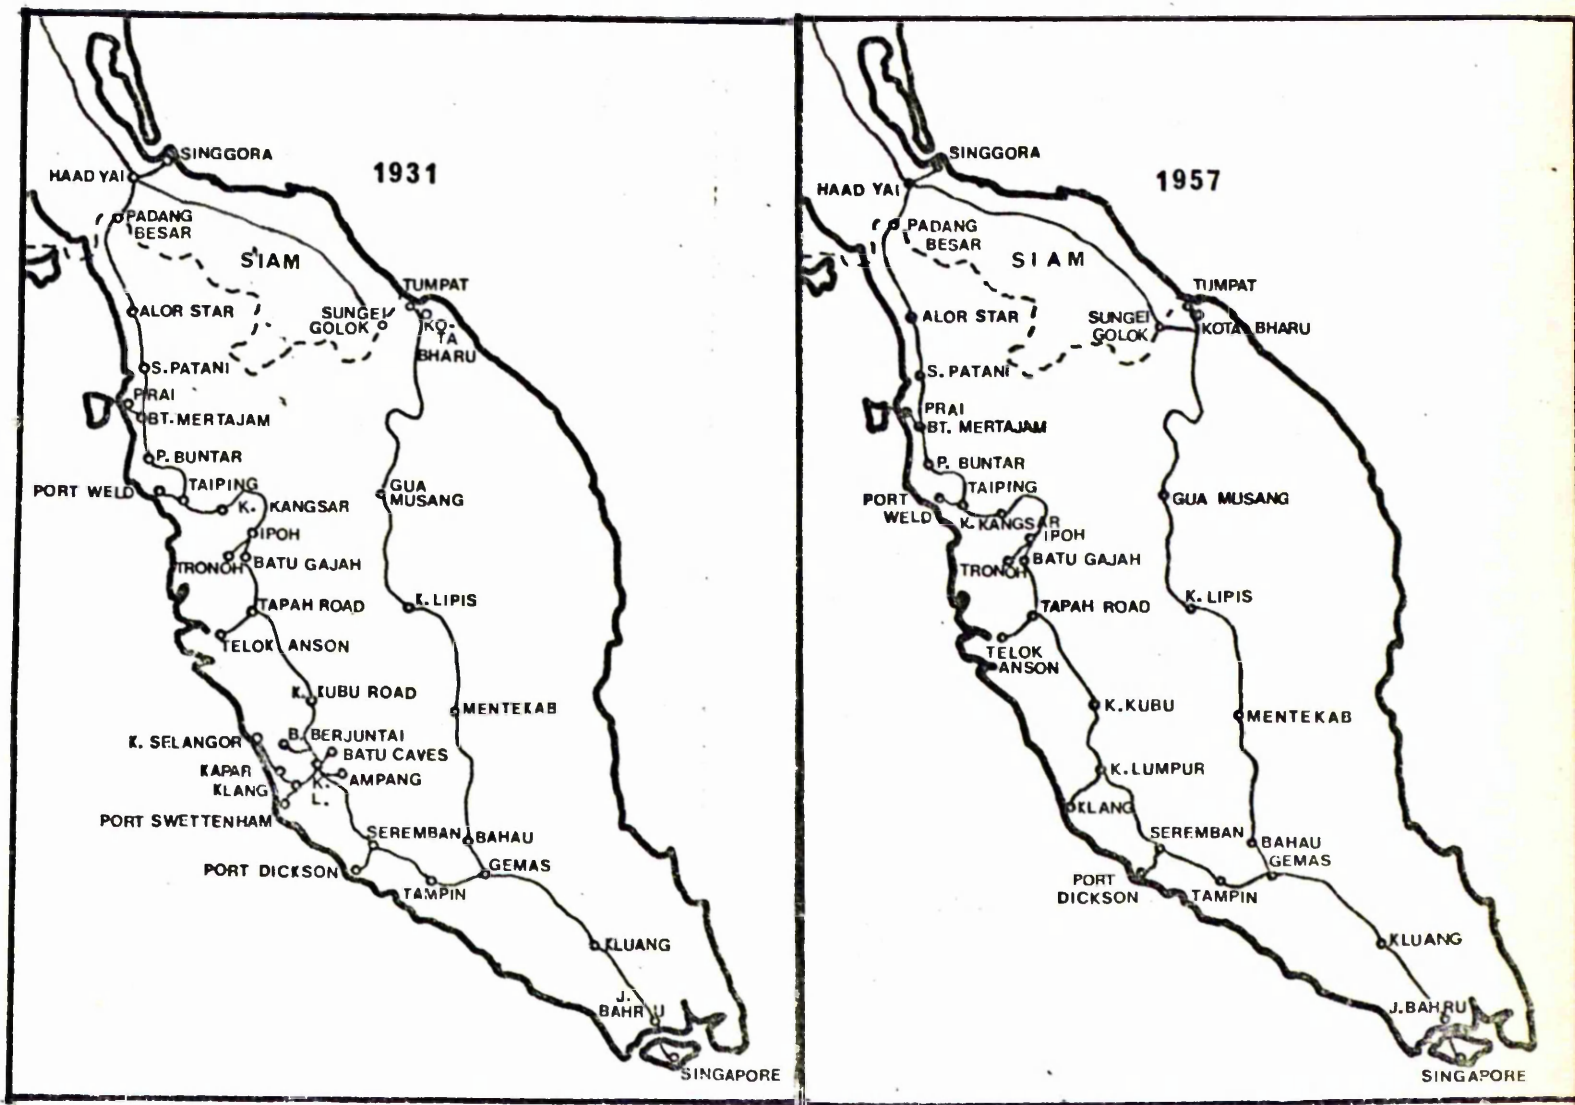 1931
SINGGORA
HAAD YAI
PADANG
BESAR
SIAM
TUMPAT
ALOR STAR
SUNGEI
GOLOK
KO-
TA
BHARU
S. PATANI
PRAI
BT. MERTAJAM
P. BUNTAR
PORT WELD
TAIPING
K. KANGSAR
GUA
MUSANG
IPOH
TRONOH
BATU GAJAH
TAPAH ROAD
K. LIPIS
TELOK ANSON
K. KUBU ROAD
MENTEKAB
B. BERJUNTAI
K. SELANGOR
BATU CAVES
KAPAR
AMPANG
KLANG
K.
L.
PORT SWETTENHAM
SEREMBAN
BAHAU
PORT DICKSON
GEMAS
TAMPIN
KLUANG
J.
BAHRU
SINGAPORE
1957
SINGGORA
HAAD YAI
PADANG
BESAR
SIAM
TUMPAT
ALOR STAR
SUNGEI
GOLOK
KOTA BHARU
S. PATANI
PRAI
BT. MERTAJAM
P. BUNTAR
TAIPING
PORT
WELD
GUA MUSANG
K. KANGSAR
IPOH
BATU GAJAH
TRONOH
TAPAH ROAD
K. LIPIS
TELOK
ANSON
K. KUBU
MENTEKAB
K. LUMPUR
KLANG
SEREMBAN
BAHAU
GEMAS
PORT
DICKSON
TAMPIN
KLUANG
J. BAHRU
SINGAPORE